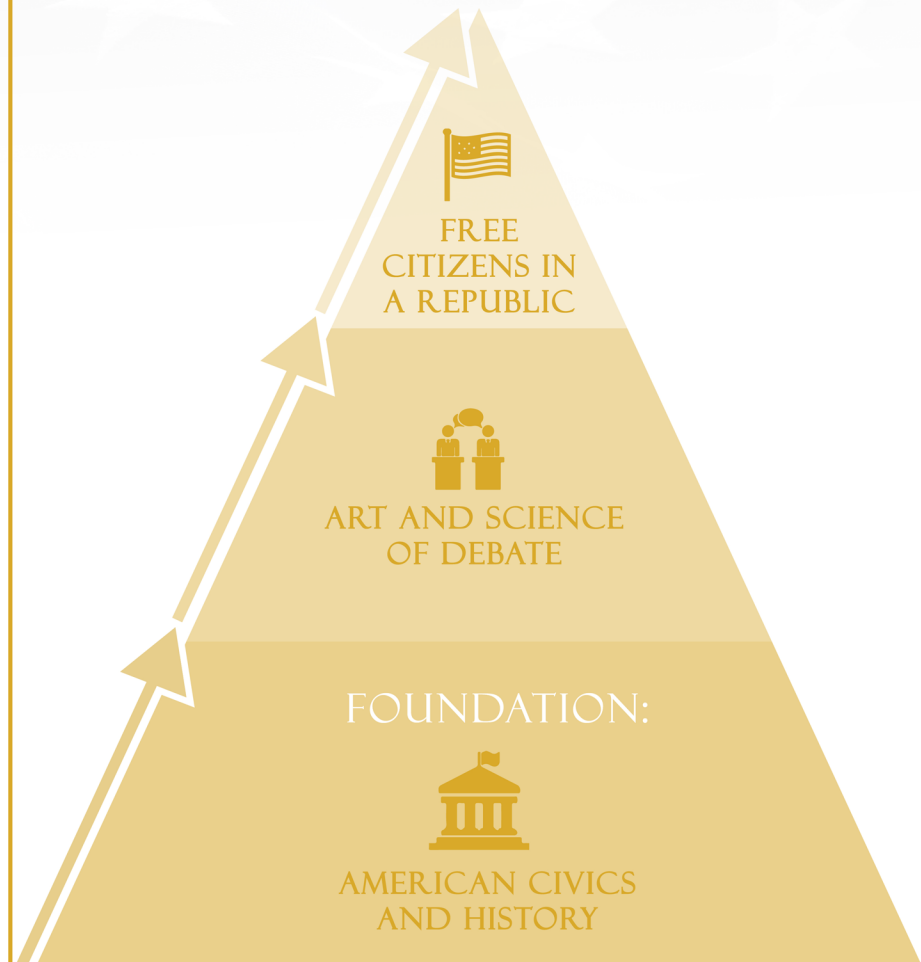 FREE
CITIZENS IN
A REPUBLIC
ART AND SCIENCE
OF DEBATE
FOUNDATION:
AMERICAN CIVICS
AND HISTORY